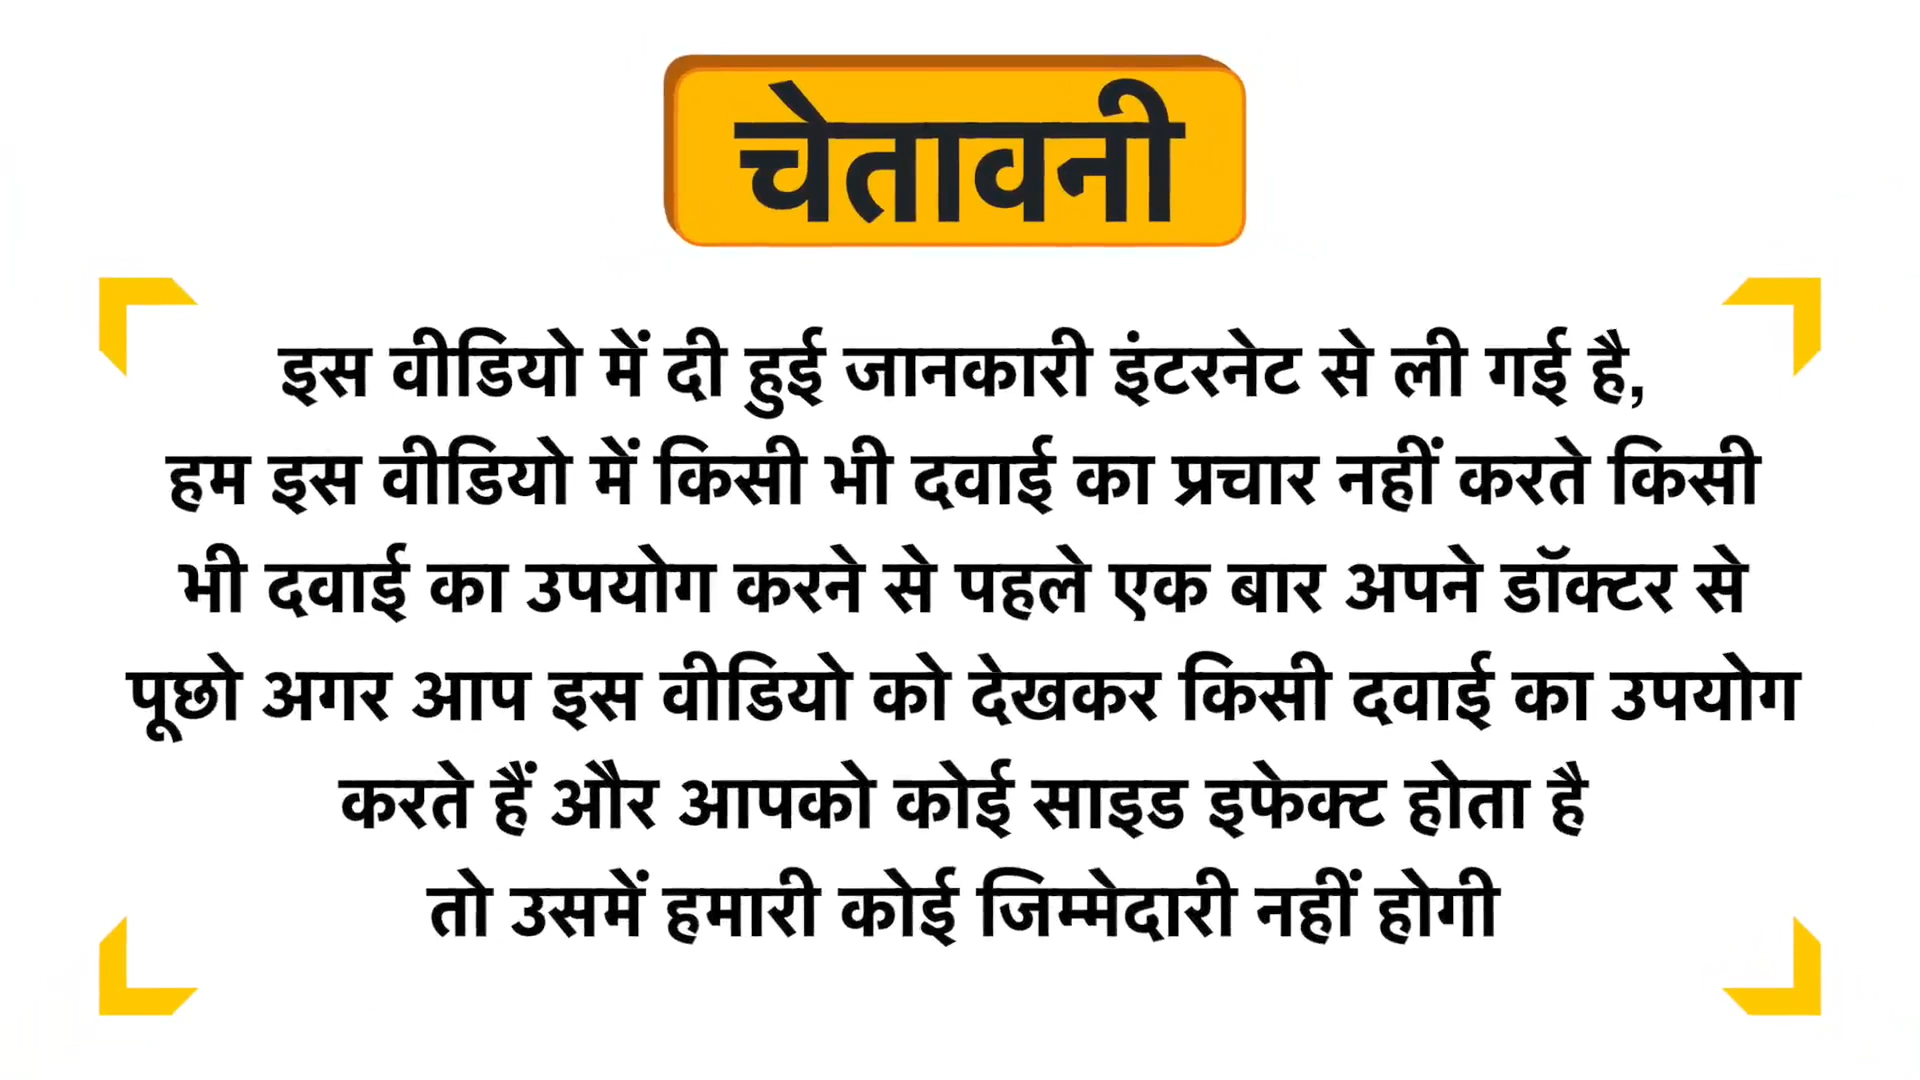 चेतावनी
इस वीडियो में दी हुई जानकारी इंटरनेट से ली गई है,
हम इस वीडियो में किसी भी दवाई का प्रचार नहीं करते किसी
भी दवाई का उपयोग करने से पहले एक बार अपने डॉक्टर से
पूछो अगर आप इस वीडियो को देखकर किसी दवाई का उपयोग
करते हैं और आपको कोई साइड इफेक्ट होता है
तो उसमें हमारी कोई जिम्मेदारी नहीं होगी